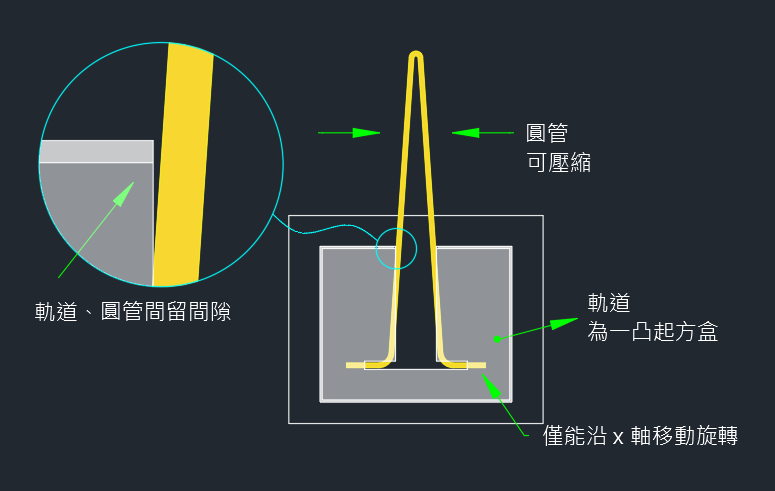 圓管
可壓縮
軌道
為一凸起方盒
軌道、圓管間留間隙
僅能沿 x 軸移動旋轉